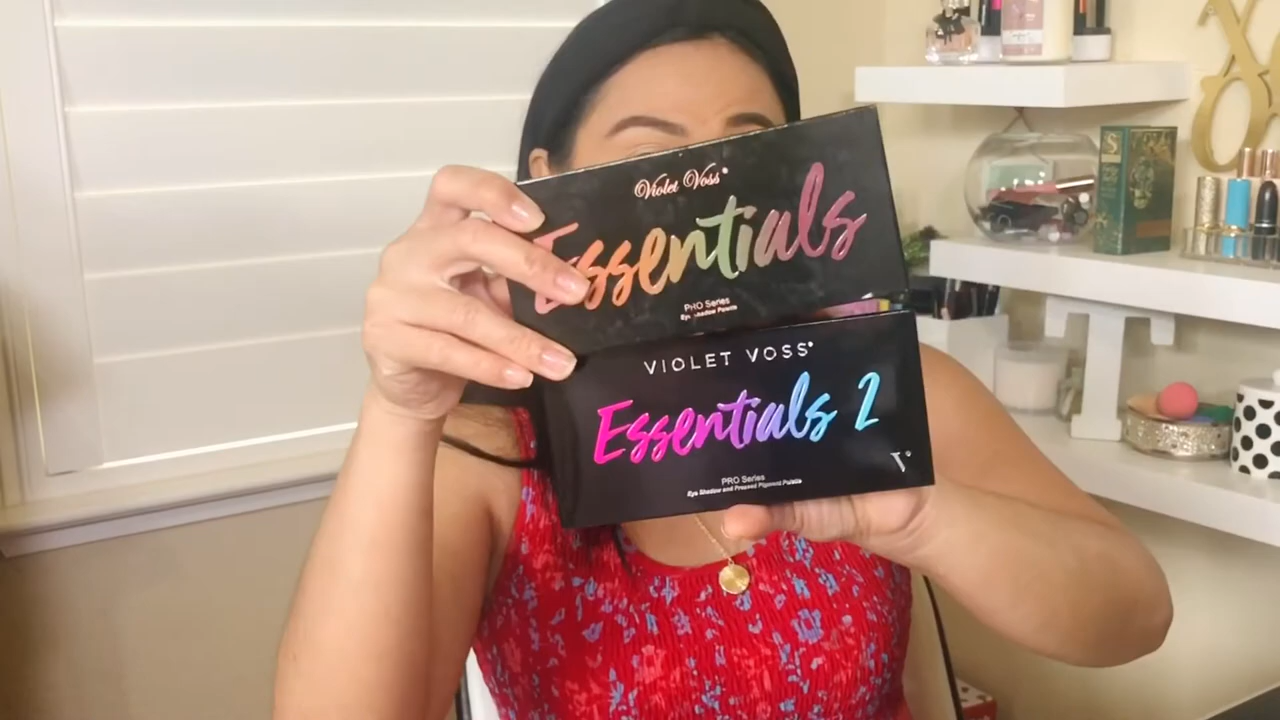 Violet Voss
Essentials
PRO Series
Eye Shadow Palette
VIOLET VOSS
Essentials 2
PRO Series
Eye Shadow and Pressed Pigment Palette
V